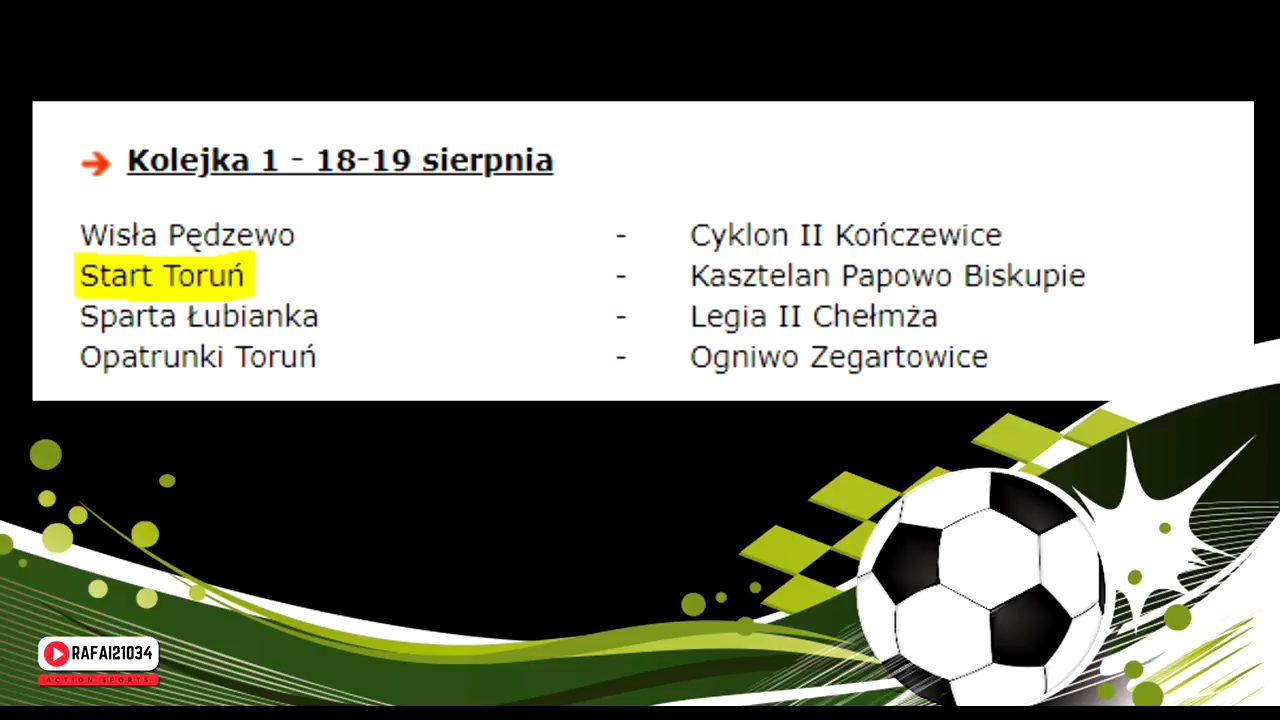 Kolejka 1 - 18-19 sierpnia
Wisła Pędzewo - Cyklon II Kończewice
Start Toruń - Kasztelan Papowo Biskupie
Sparta Łubianka - Legia II Chełmża
Opatrunki Toruń - Ogniwo Zegartowice
RAFAI21034
ACTION SPORTS